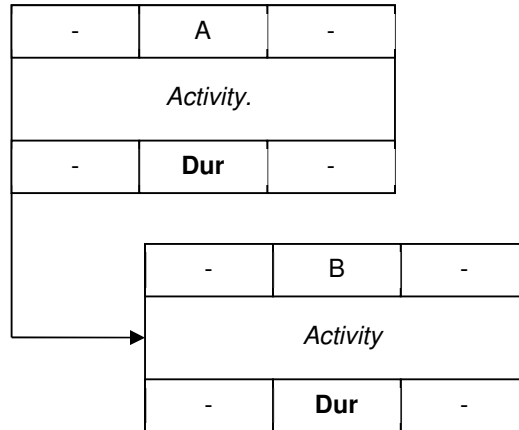 - A -
Activity.
- Dur -
- B -
Activity
- Dur -